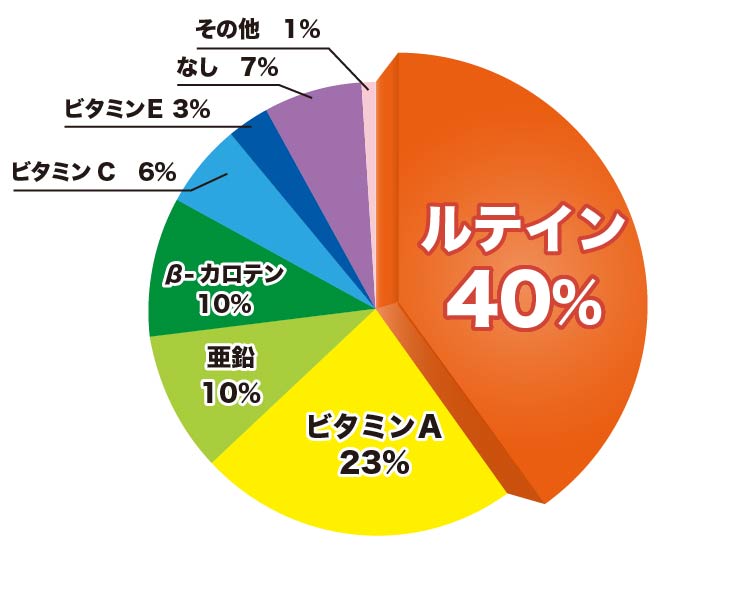 その他 1%
なし 7%
ビタミンE 3%
ビタミン C 6%
β-カロテン
10%
亜鉛
10%
ビタミンA
23%
ルテイン
40%